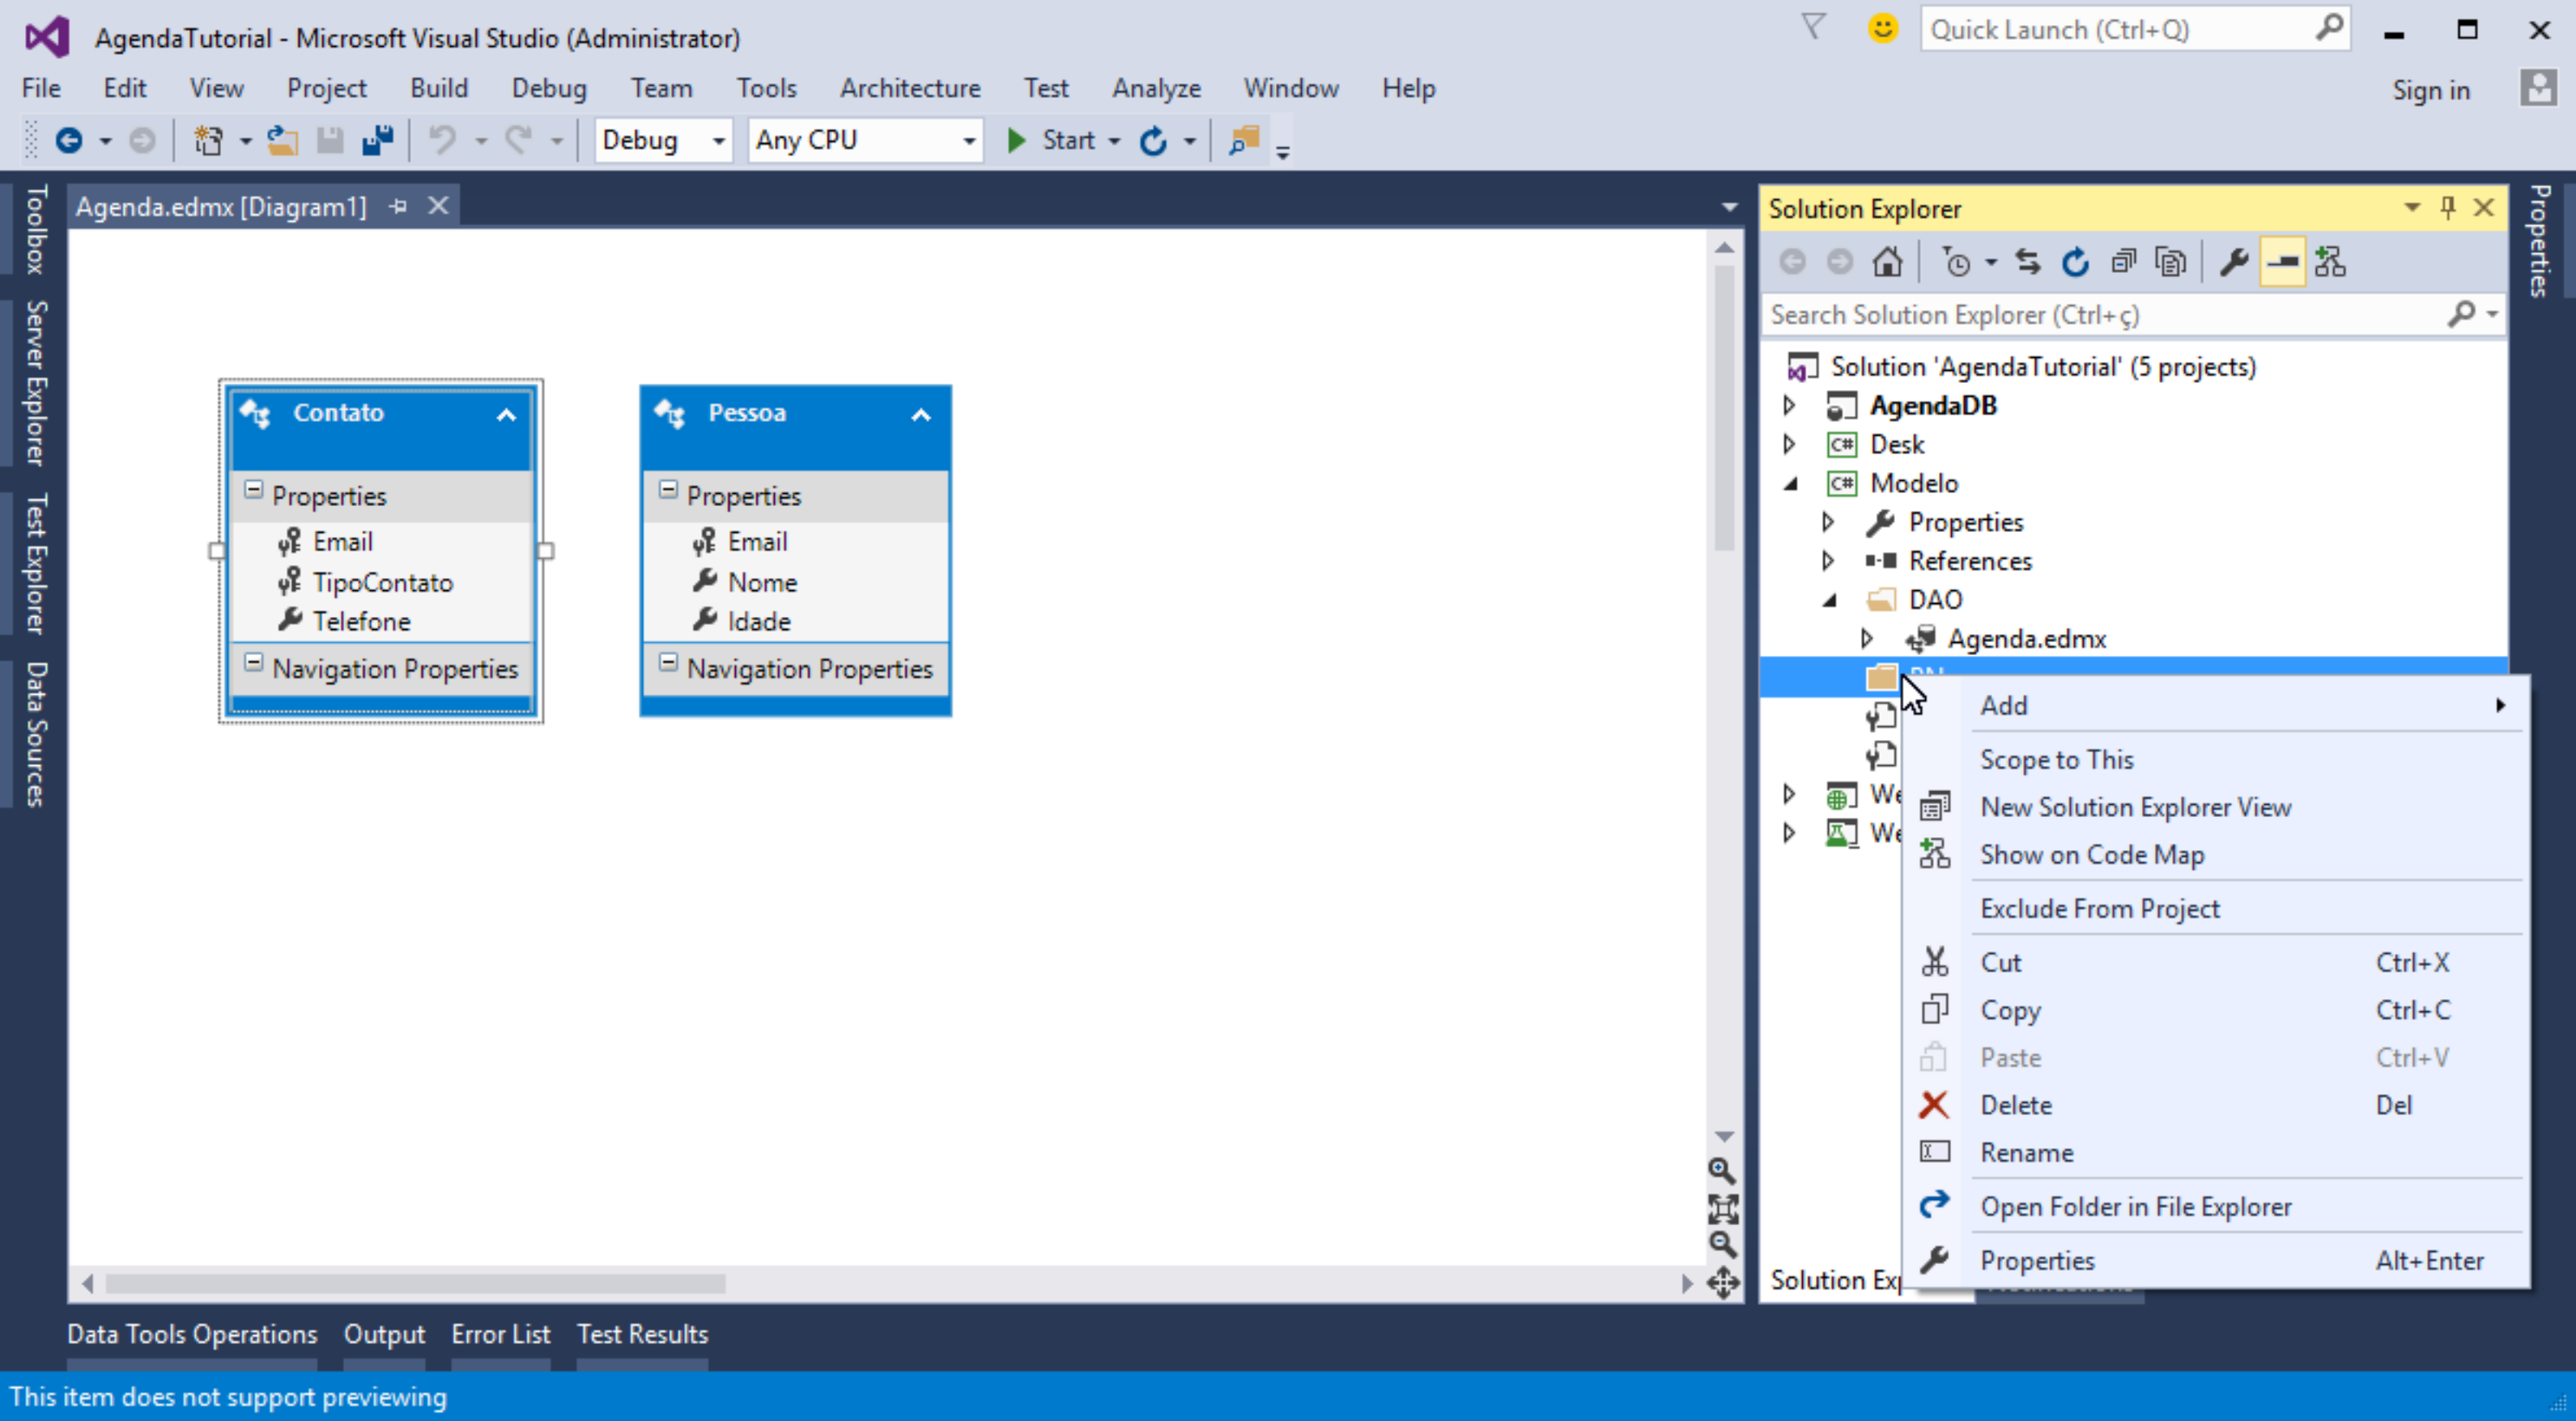 AgendaTutorial - Microsoft Visual Studio (Administrator)
Quick Launch (Ctrl+Q)
File Edit View Project Build Debug Team Tools Architecture Test Analyze Window Help
Sign in
Debug Any CPU Start
Toolbox
Server Explorer
Test Explorer
Data Sources
Agenda.edmx [Diagram1]
Contato
Properties
Email
TipoContato
Telefone
Navigation Properties
Pessoa
Properties
Email
Nome
Idade
Navigation Properties
Solution Explorer
Search Solution Explorer (Ctrl+ç)
Solution 'AgendaTutorial' (5 projects)
AgendaDB
C# Desk
C# Modelo
Properties
References
DAO
Agenda.edmx
We
We
Add
Scope to This
New Solution Explorer View
Show on Code Map
Exclude From Project
Cut Ctrl+X
Copy Ctrl+C
Paste Ctrl+V
Delete Del
Rename
Open Folder in File Explorer
Properties Alt+Enter
Solution Exp
Properties
Data Tools Operations Output Error List Test Results
This item does not support previewing